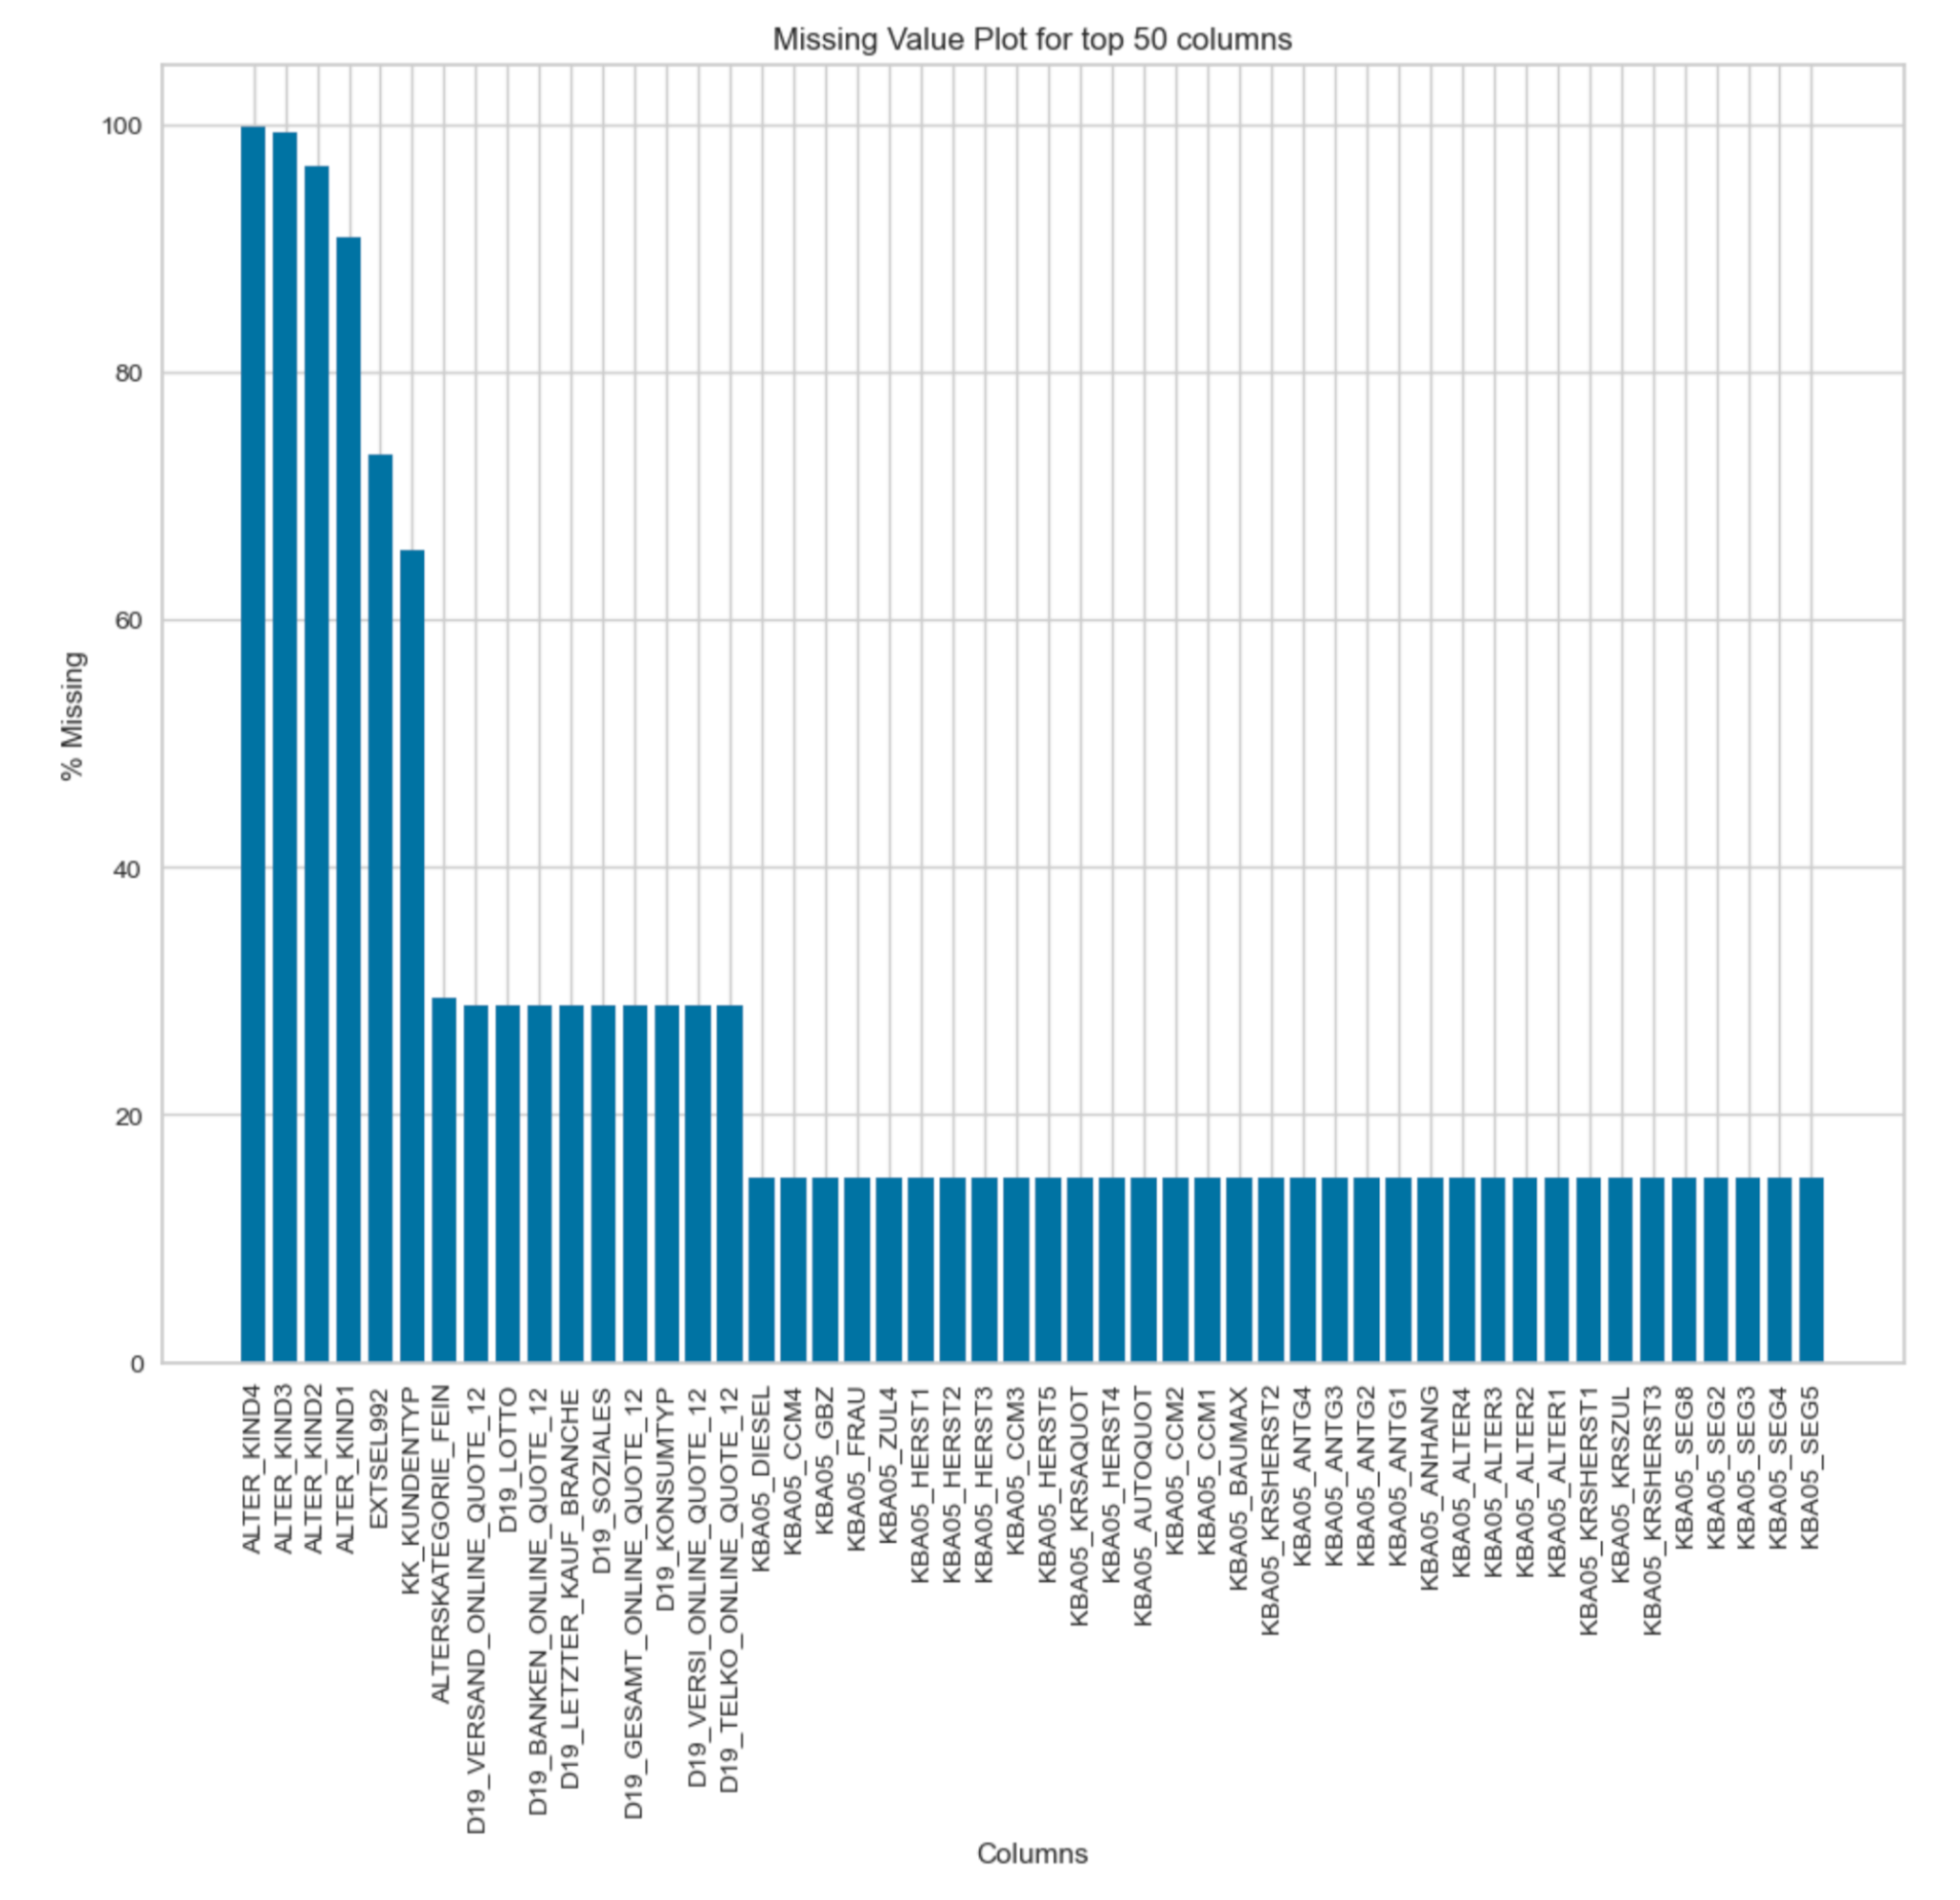 Missing Value Plot for top 50 columns
100
80
60
40
20
0
% Missing
ALTER_KIND4
ALTER_KIND3
ALTER_KIND2
ALTER_KIND1
EXTSEL992
KK_KUNDENTYP
ALTERSKATEGORIE_FEIN
D19_VERSAND_ONLINE_QUOTE_12
D19_LOTTO
D19_BANKEN_ONLINE_QUOTE_12
D19_LETZTER_KAUF_BRANCHE
D19_SOZIALES
D19_GESAMT_ONLINE_QUOTE_12
D19_KONSUMTYP
D19_VERSI_ONLINE_QUOTE_12
D19_TELKO_ONLINE_QUOTE_12
KBA05_DIESEL
KBA05_CCM4
KBA05_GBZ
KBA05_FRAU
KBA05_ZUL4
KBA05_HERST1
KBA05_HERST2
KBA05_HERST3
KBA05_CCM3
KBA05_HERST5
KBA05_KRSAQUOT
KBA05_HERST4
KBA05_AUTOQUOT
KBA05_CCM2
KBA05_CCM1
KBA05_BAUMAX
KBA05_KRSHERST2
KBA05_ANTG4
KBA05_ANTG3
KBA05_ANTG2
KBA05_ANTG1
KBA05_ANHANG
KBA05_ALTER4
KBA05_ALTER3
KBA05_ALTER2
KBA05_ALTER1
KBA05_KRSHERST1
KBA05_KRSZUL
KBA05_KRSHERST3
KBA05_SEG8
KBA05_SEG2
KBA05_SEG3
KBA05_SEG4
KBA05_SEG5
Columns